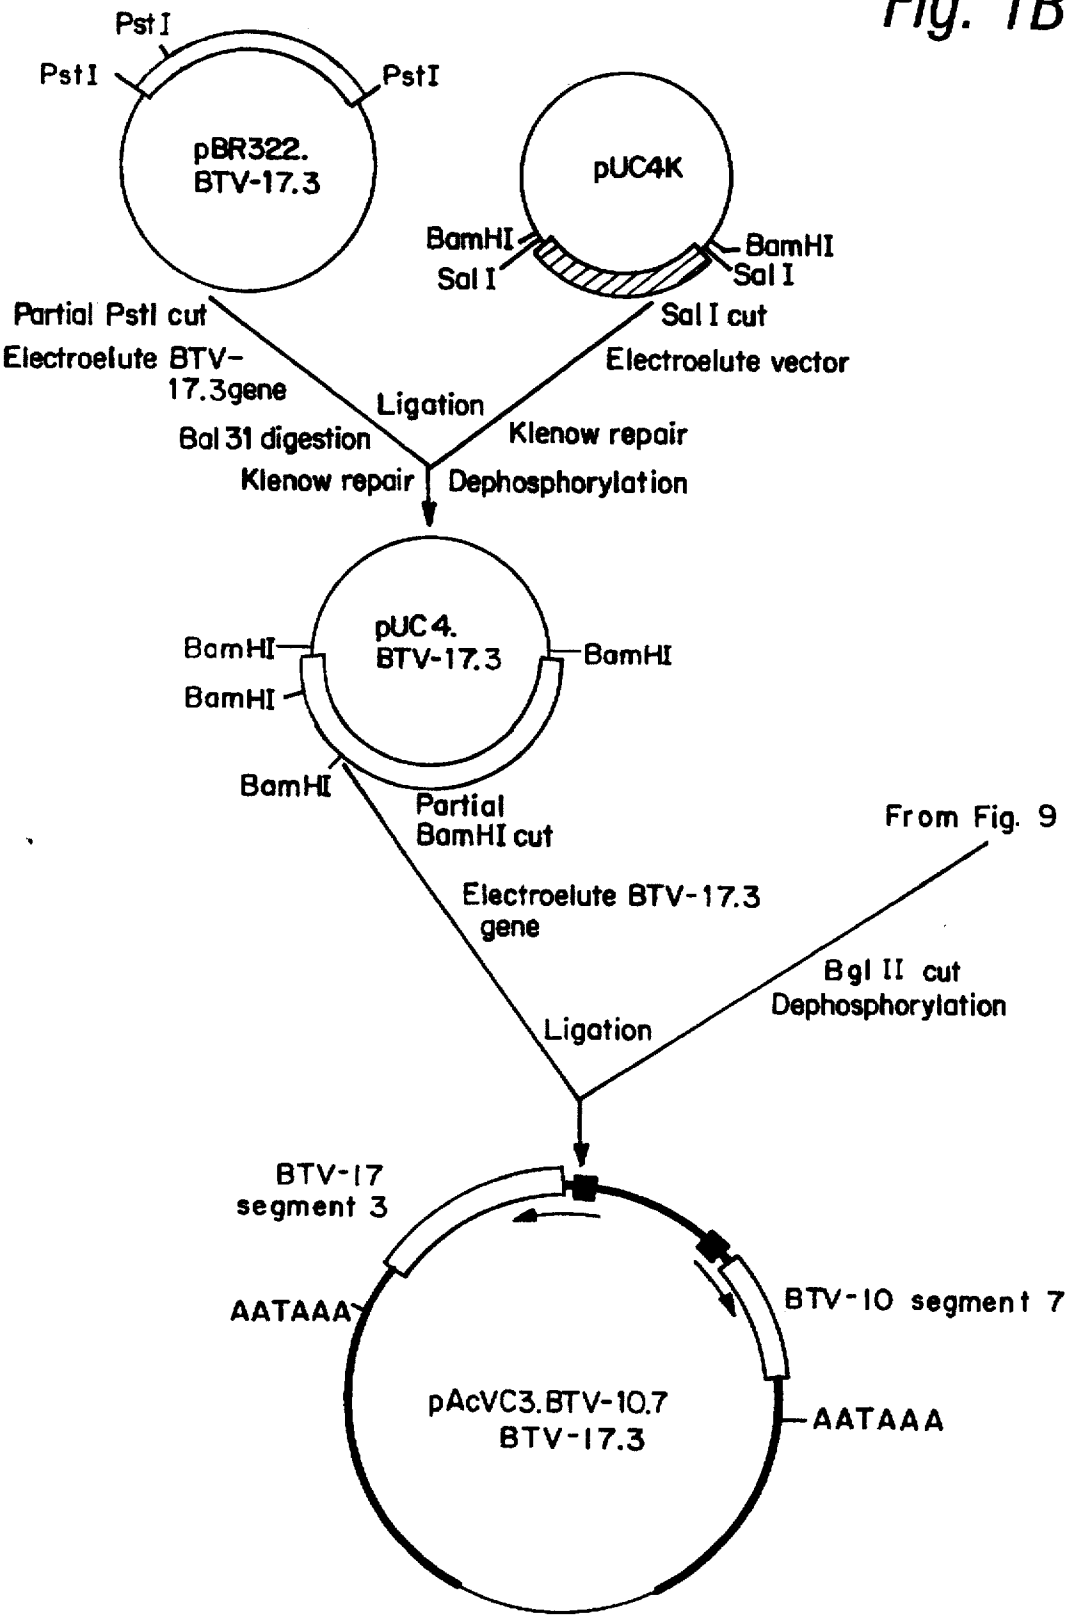 Fig. 1B
PstI
PstI
PstI
pBR322.
BTV-17.3
pUC4K
BamHI
Sal I
BamHI
Sal I
Partial PstI cut
Electroelute BTV-
17.3gene
Bal 31 digestion
Klenow repair
Ligation
Sal I cut
Electroelute vector
Klenow repair
Dephosphorylation
pUC4.
BTV-17.3
BamHI
BamHI
BamHI
BamHI
Partial
BamHI cut
Electroelute BTV-17.3
gene
From Fig. 9
Bgl II cut
Dephosphorylation
Ligation
BTV-17
segment 3
AATAAA
BTV-10 segment 7
AATAAA
pAcVC3.BTV-10.7
BTV-17.3